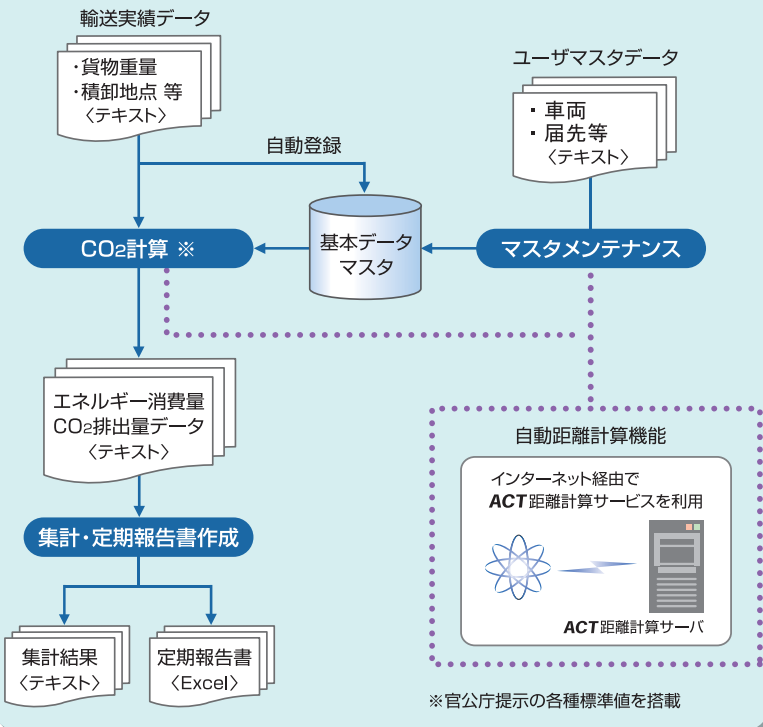 輸送実績データ
・貨物重量
・積卸地点 等
〈テキスト〉
ユーザマスタデータ
・車両
・届先等
〈テキスト〉
自動登録
CO2計算 ※
基本データ
マスタ
マスタメンテナンス
エネルギー消費量
CO2排出量データ
〈テキスト〉
自動距離計算機能
インターネット経由で
ACT距離計算サービスを利用
ACT距離計算サーバ
集計・定期報告書作成
集計結果
〈テキスト〉
定期報告書
〈Excel〉
※官公庁提示の各種標準値を搭載